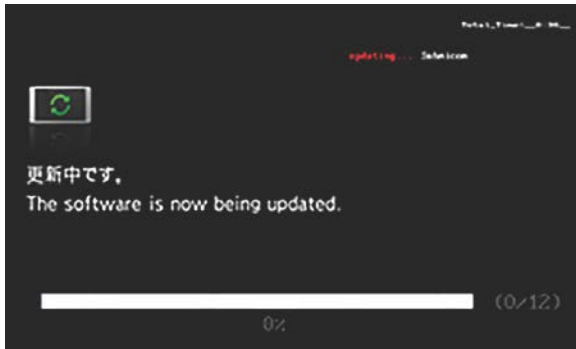 updating...
更新中です。
The software is now being updated.
(0/12)
0%